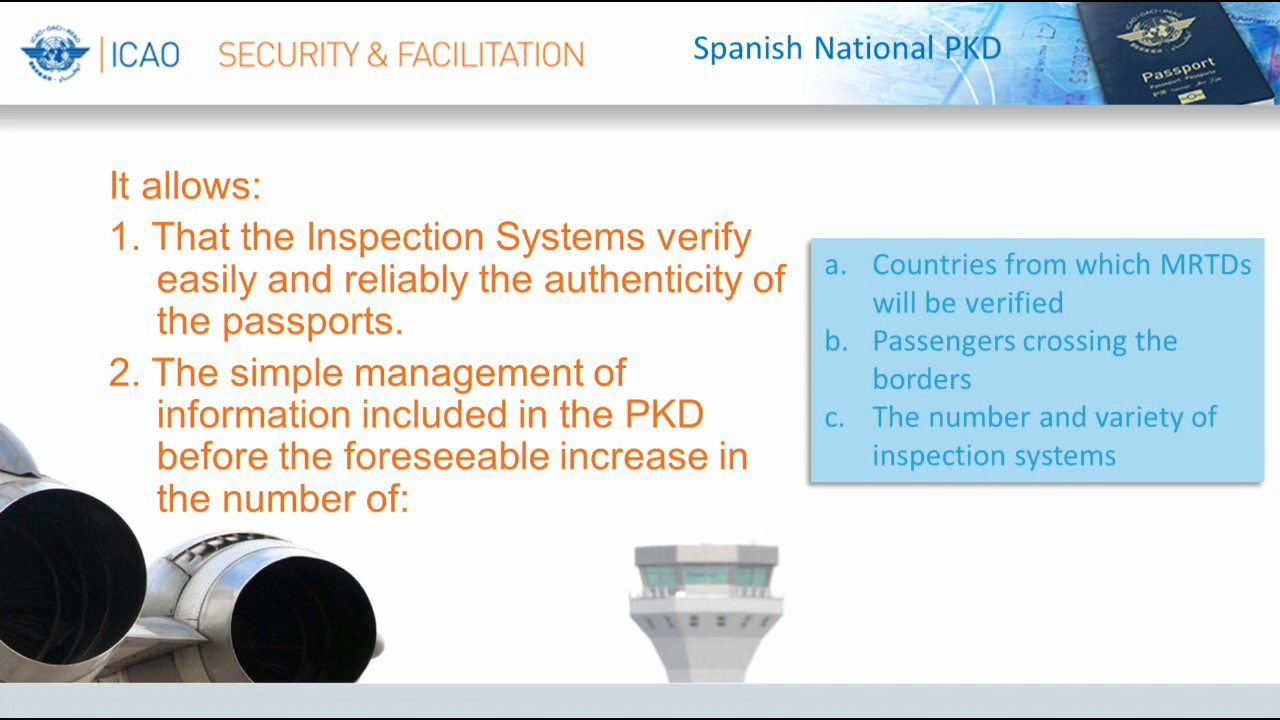 ICAO
SECURITY & FACILITATION
Spanish National PKD
Passport
It allows:
1. That the Inspection Systems verify
easily and reliably the authenticity of
the passports.
2. The simple management of
information included in the PKD
before the foreseeable increase in
the number of:
a. Countries from which MRTDs
will be verified
b. Passengers crossing the
borders
c. The number and variety of
inspection systems